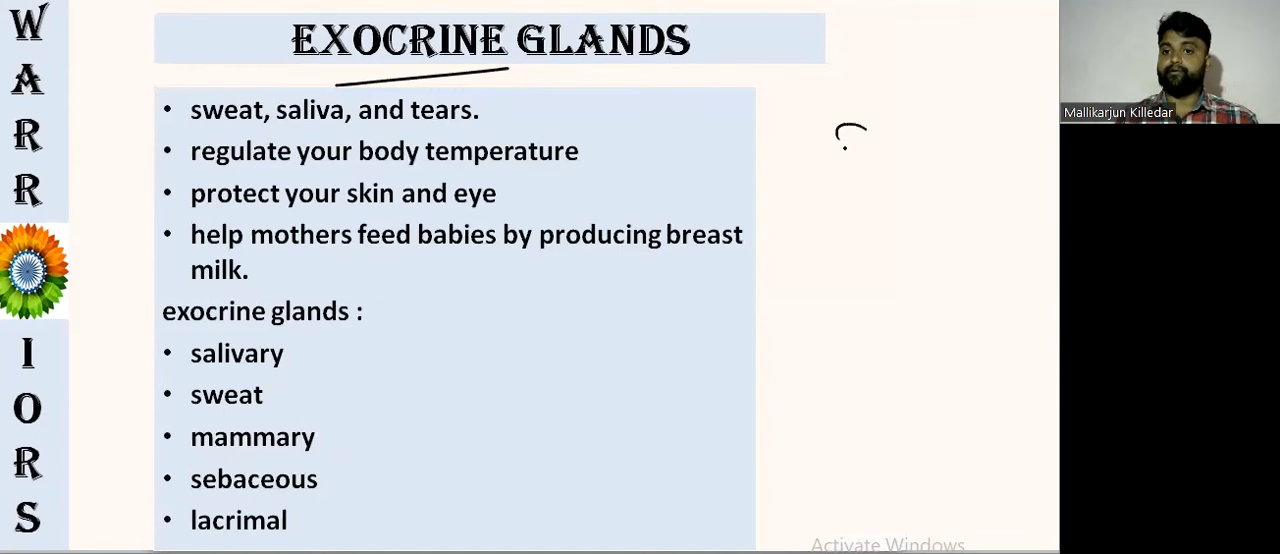 WARRIORS
EXOCRINE GLANDS
• sweat, saliva, and tears.
• regulate your body temperature
• protect your skin and eye
• help mothers feed babies by producing breast
milk.
exocrine glands :
• salivary
• sweat
• mammary
• sebaceous
• lacrimal
Mallikarjun Killedar
Activate Windows